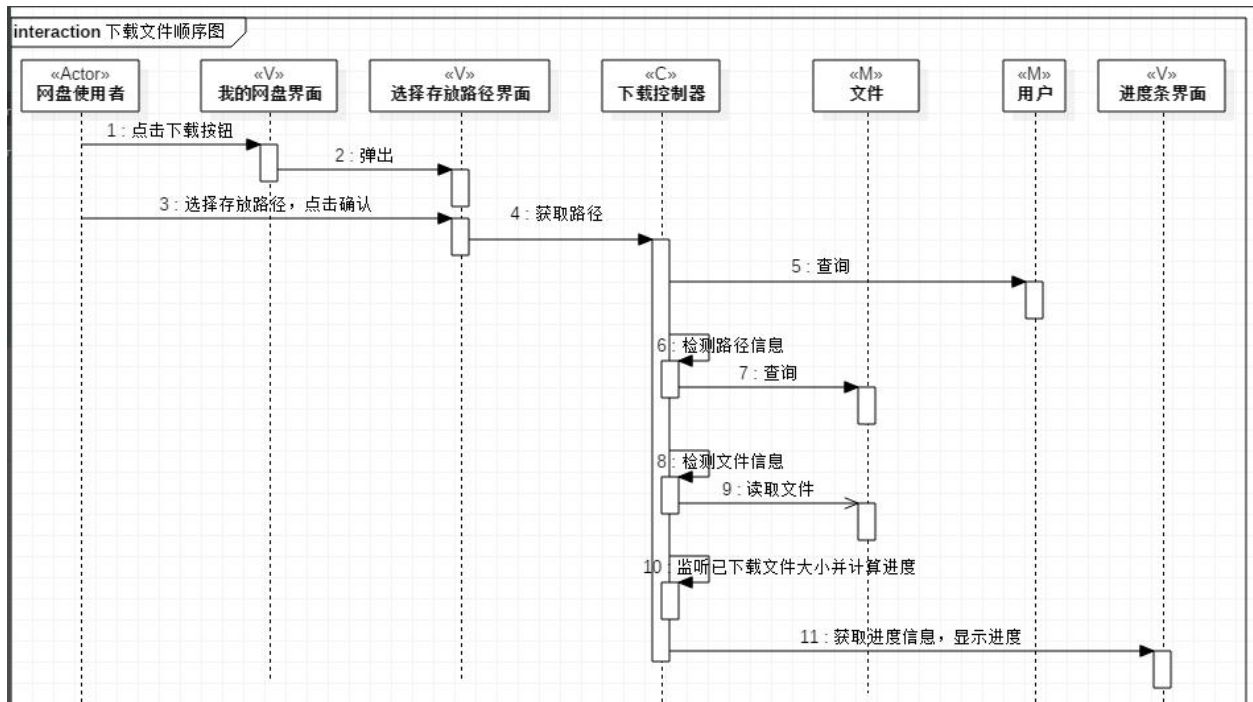 interaction 下载文件顺序图
«Actor»
网盘使用者
«V»
我的网盘界面
«V»
选择存放路径界面
«C»
下载控制器
«M»
文件
«M»
用户
«V»
进度条界面
1 : 点击下载按钮
2 : 弹出
3 : 选择存放路径，点击确认
4 : 获取路径
5 : 查询
6 : 检测路径信息
7 : 查询
8 : 检测文件信息
9 : 读取文件
10 : 监听已下载文件大小并计算进度
11 : 获取进度信息，显示进度